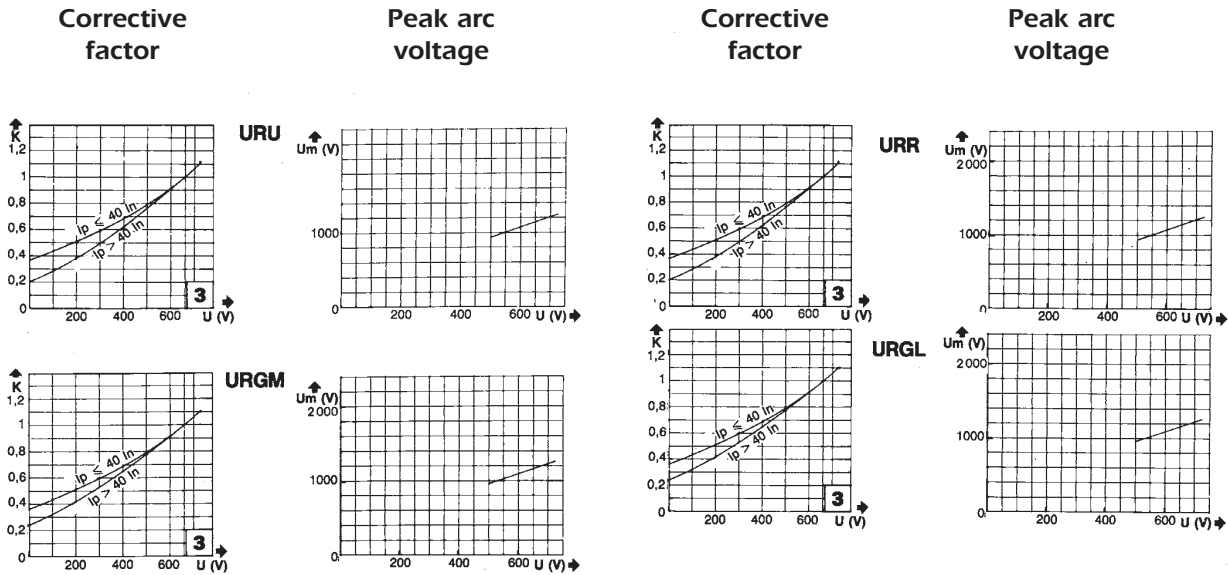 Corrective
factor
Peak arc
voltage
Corrective
factor
Peak arc
voltage
K
1,2
1
0,8
0,6
0,4
0,2
0
Ip ≤ 40 In
Ip > 40 In
3
200 400 600 U (V)
URU
Um (V)
1000
0
200 400 600 U (V)
K
1,2
1
0,8
0,6
0,4
0,2
0
Ip ≤ 40 In
Ip > 40 In
3
200 400 600 U (V)
URR
Um (V)
2000
1000
0
200 400 600 U (V)
K
1,2
1
0,8
0,6
0,4
0,2
0
Ip ≤ 40 In
Ip > 40 In
3
200 400 600 U (V)
URGM
Um (V)
2000
1000
0
200 400 600 U (V)
K
1,2
1
0,8
0,6
0,4
0,2
0
Ip ≤ 40 In
Ip > 40 In
3
200 400 600 U (V)
URGL
Um (V)
2000
1000
0
200 400 600 U (V)